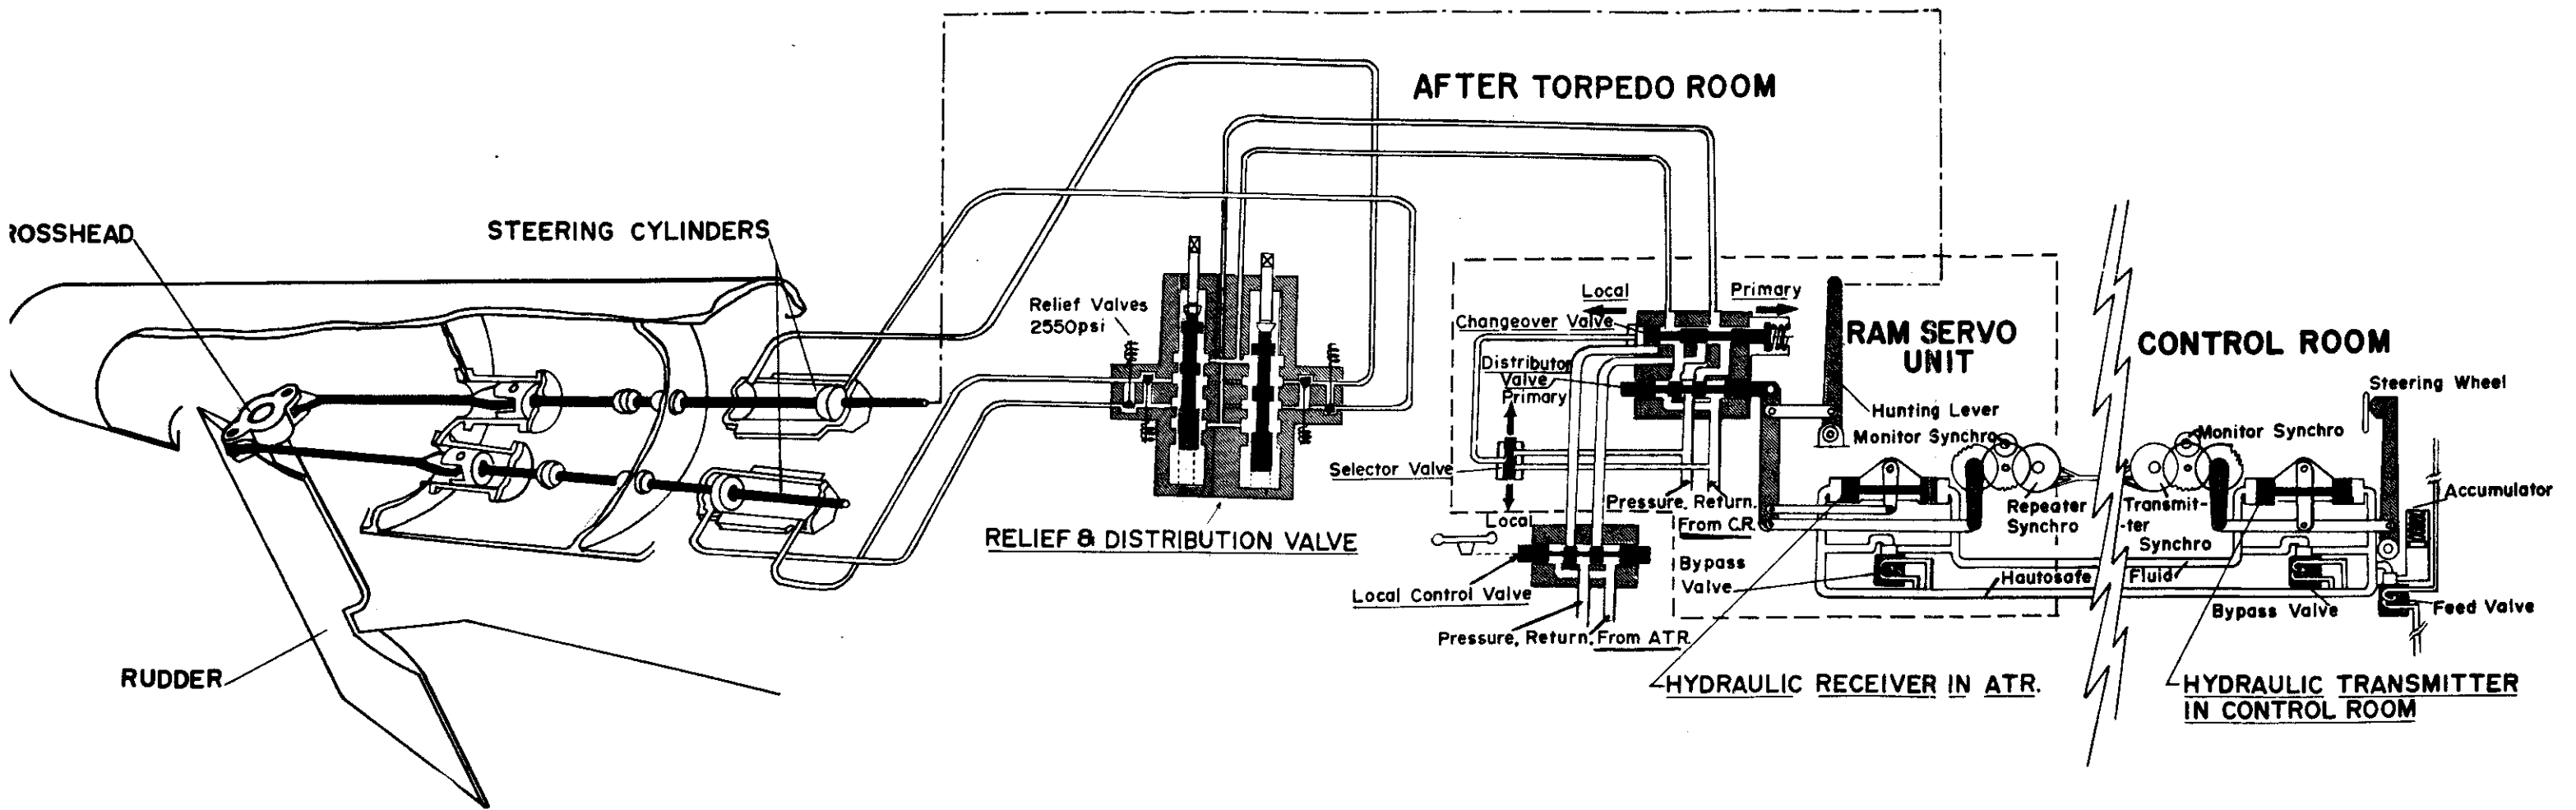 AFTER TORPEDO ROOM
ROSSHEAD
STEERING CYLINDERS
Relief Valves
2550psi
RELIEF & DISTRIBUTION VALVE
RUDDER
Local
Primary
Changeover Valve
Distributor
Valve
Primary
RAM SERVO
UNIT
Hunting Lever
Monitor Synchro
Selector Valve
Local
Pressure, Return.
From C.R.
Repeater
Synchro
Bypass
Valve
Local Control Valve
Pressure, Return, From A.T.R.
HYDRAULIC RECEIVER IN ATR.
CONTROL ROOM
Steering Wheel
Monitor Synchro
Transmit-
-ter
Synchro
Accumulator
Hautosafe Fluid
Bypass Valve
Feed Valve
HYDRAULIC TRANSMITTER
IN CONTROL ROOM